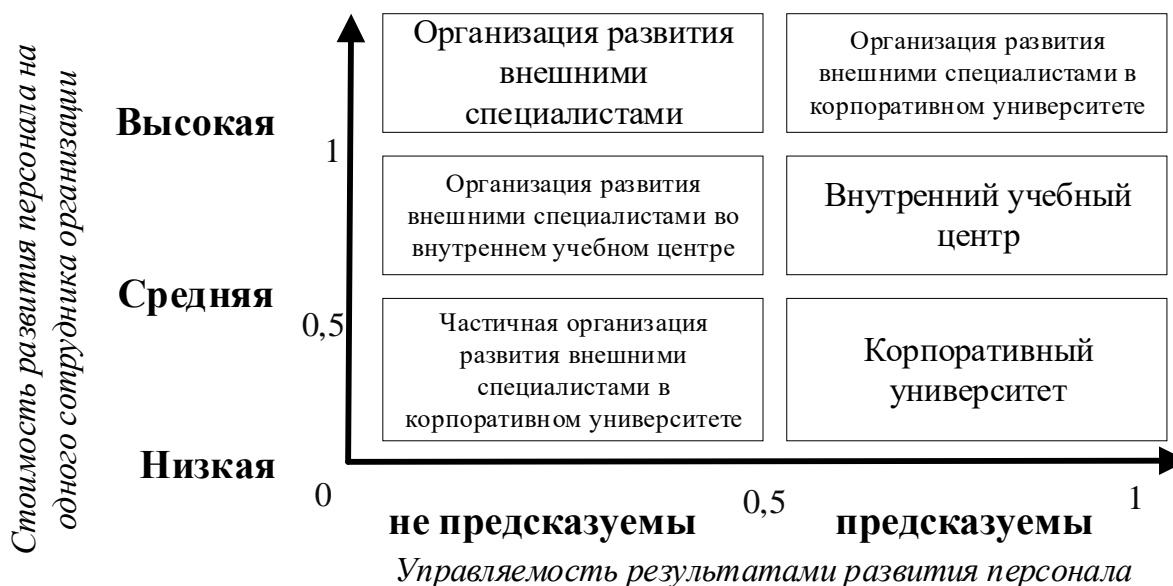 Стоимость развития персонала на
одного сотрудника организации
Высокая
1
Средняя
0,5
Низкая
Организация развития
внешними
специалистами
Организация развития
внешними специалистами в
корпоративном университете
Организация развития
внешними специалистами во
внутреннем учебном центре
Внутренний учебный
центр
Частичная организация
развития внешними
специалистами в
корпоративном университете
Корпоративный
университет
0
0,5
1
не предсказуемы
предсказуемы
Управляемость результатами развития персонала